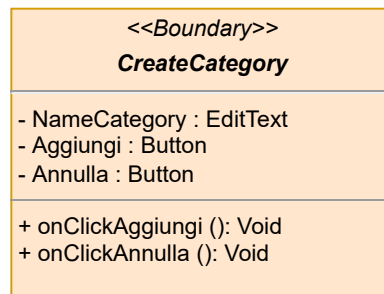 <<Boundary>>
CreateCategory
- NameCategory : EditText
- Aggiungi : Button
- Annulla : Button
+ onClickAggiungi (): Void
+ onClickAnnulla (): Void